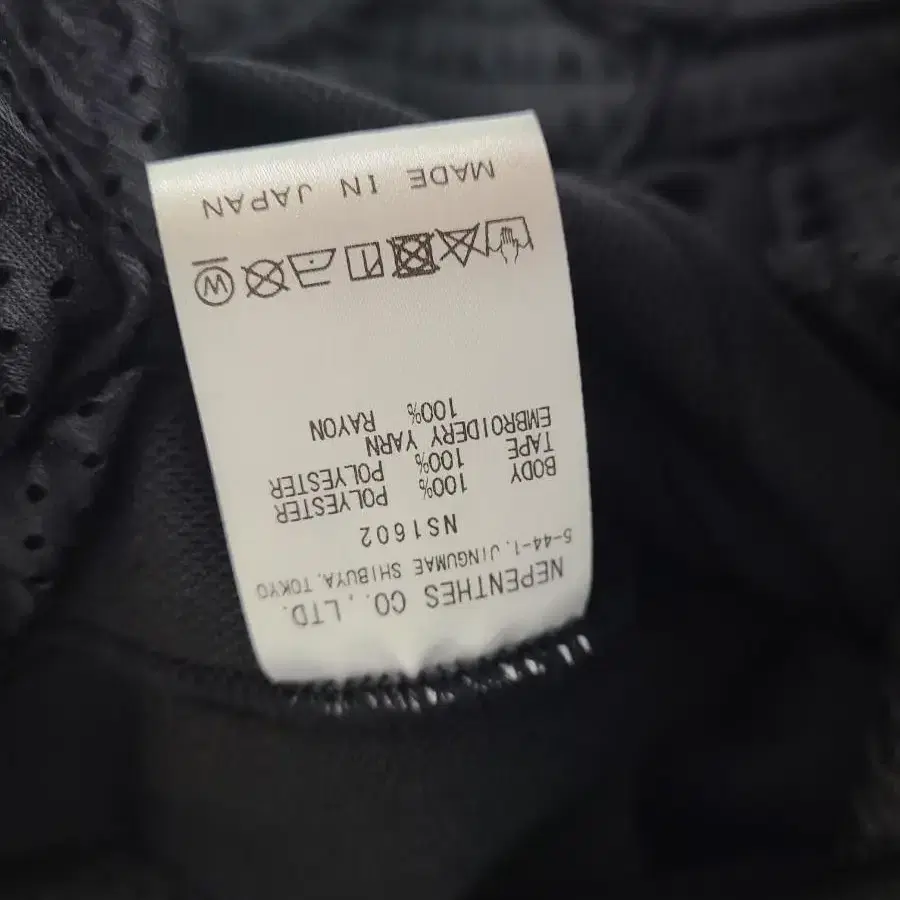 NEPENTHES CO., LTD.
5-44-1, JINGUMAE SHIBUYA, TOKYO
NS1602
BODY 100% POLYESTER
TAPE 100% POLYESTER
EMBROIDERY YARN
100% RAYON
W
MADE IN JAPAN